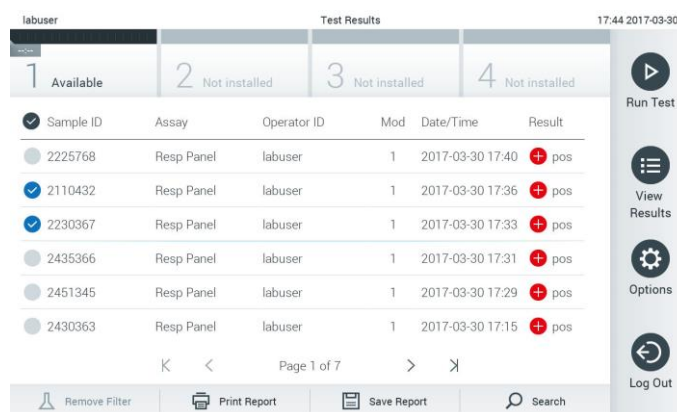 labuser Test Results 17:44 2017-03-30
--:--
1 Available 2 Not installed 3 Not installed 4 Not installed
Run Test
Sample ID Assay Operator ID Mod Date/Time Result
2225768 Resp Panel labuser 1 2017-03-30 17:40 pos
2110432 Resp Panel labuser 1 2017-03-30 17:36 pos
View
Results
2230367 Resp Panel labuser 1 2017-03-30 17:33 pos
2435366 Resp Panel labuser 1 2017-03-30 17:31 pos
2451345 Resp Panel labuser 1 2017-03-30 17:29 pos
Options
2430363 Resp Panel labuser 1 2017-03-30 17:15 pos
Page 1 of 7
Log Out
Remove Filter Print Report Save Report Search